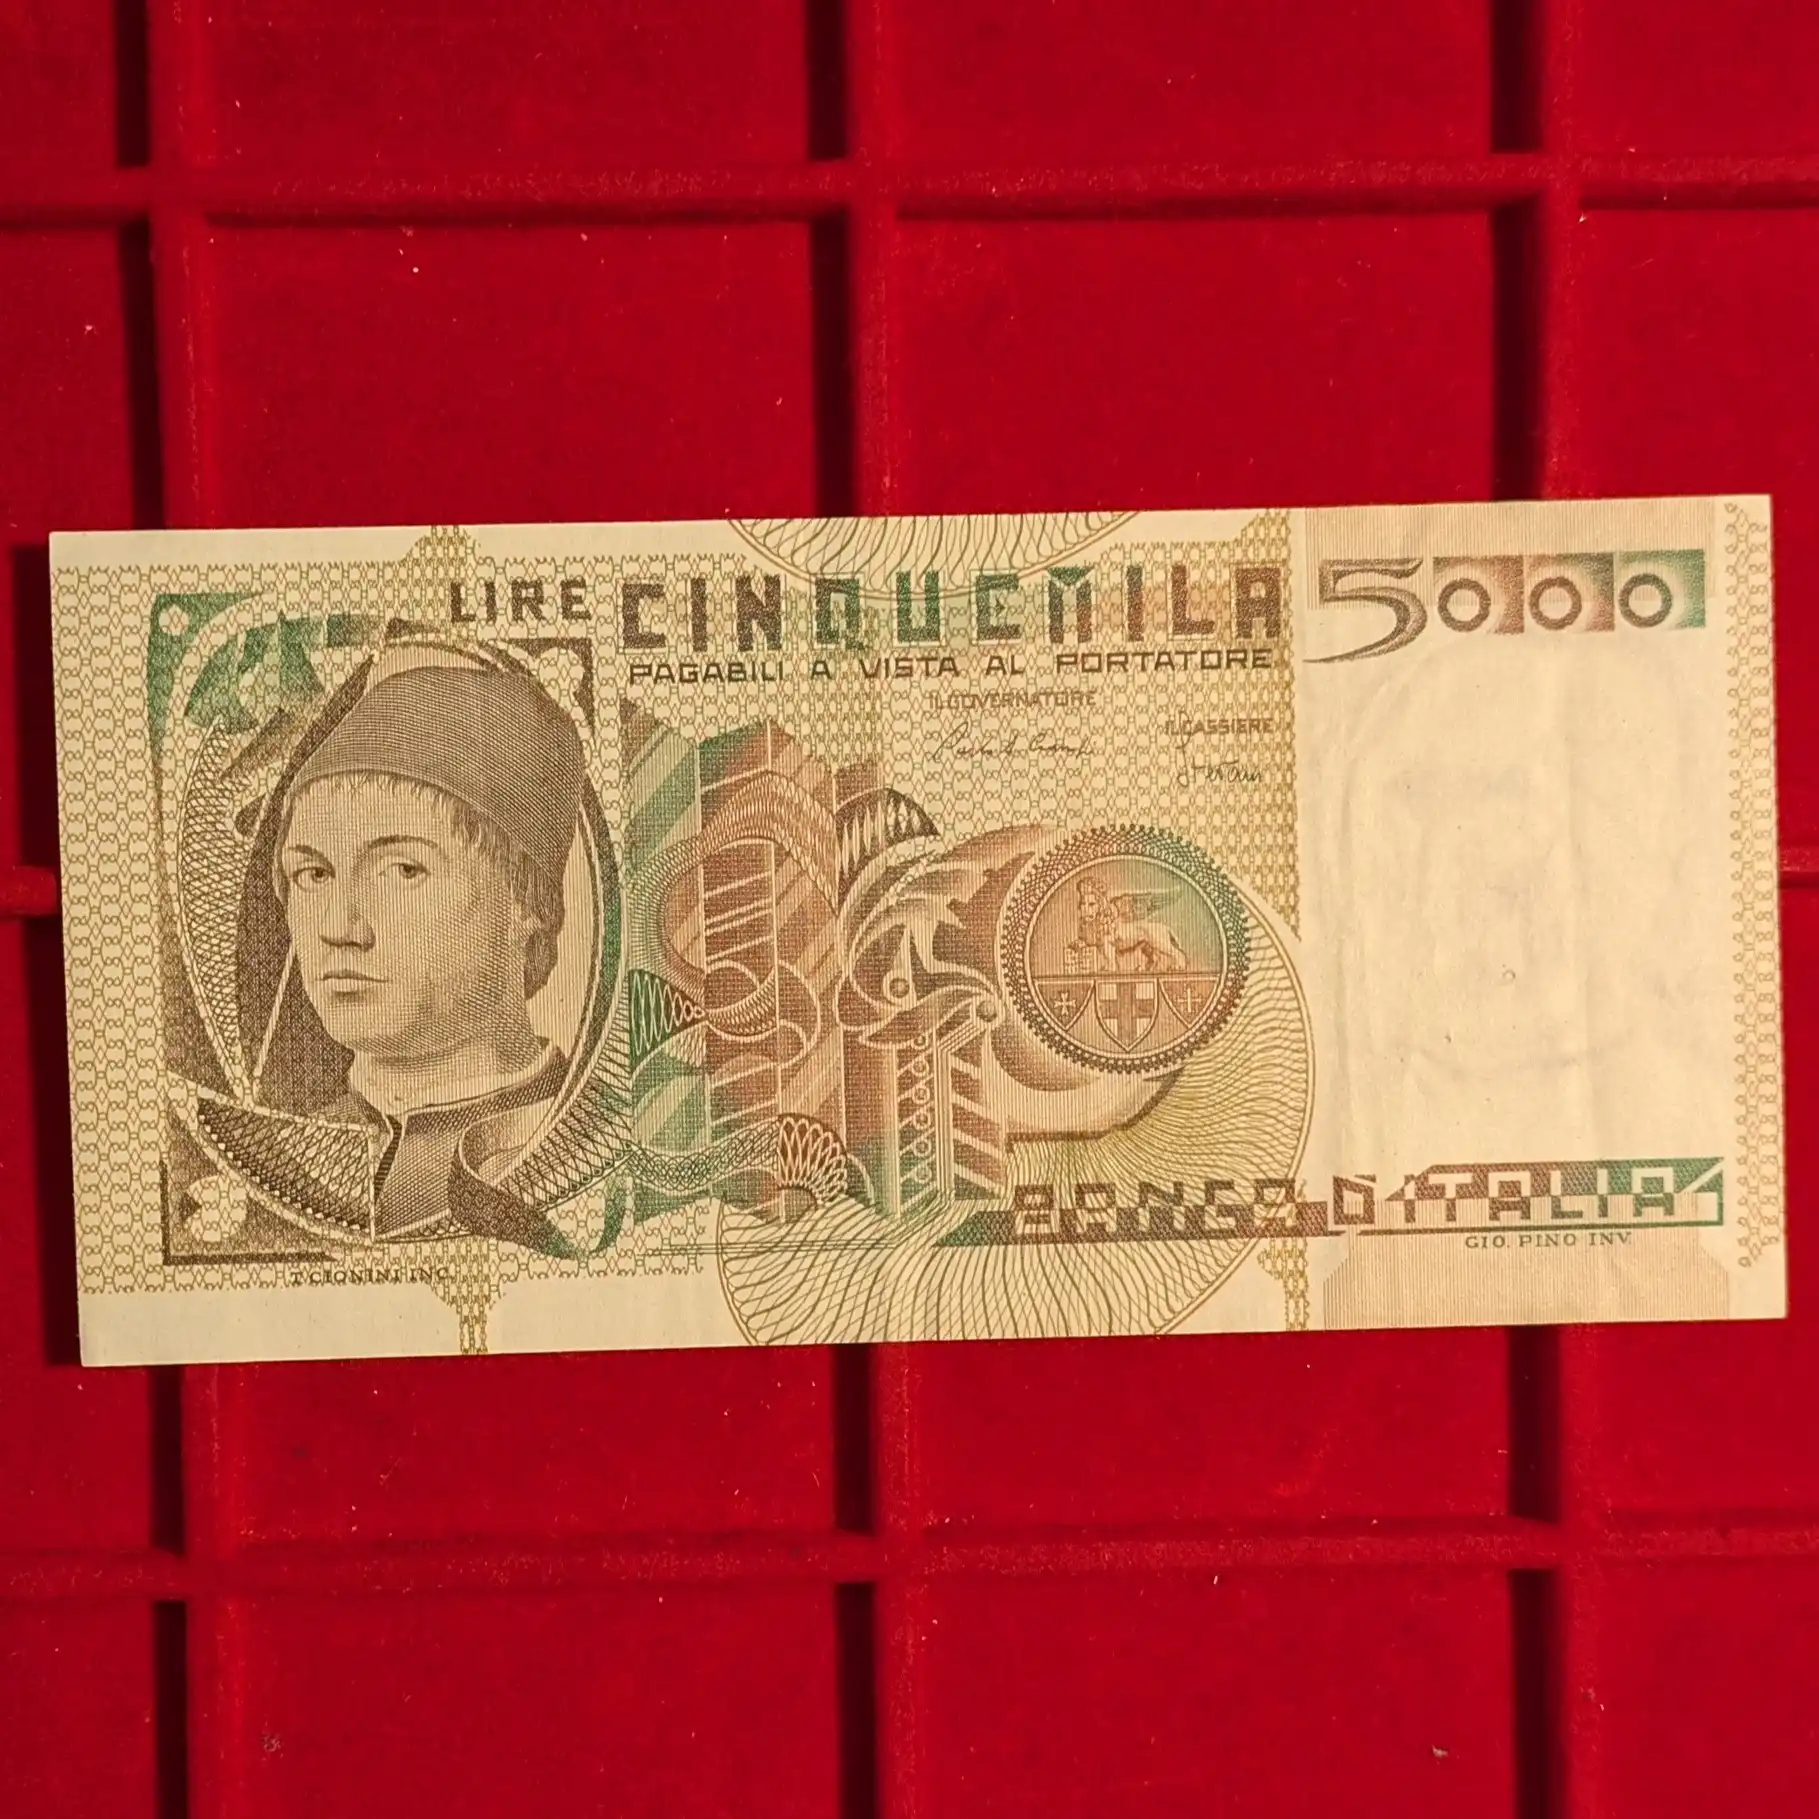 LIRE CINQUEMILA 5000
PAGABILI A VISTA AL PORTATORE
IL GOVERNATORE
IL CASSIERE
BANCA D'ITALIA
GIO. PINO INV.
T. CIONINI INC.